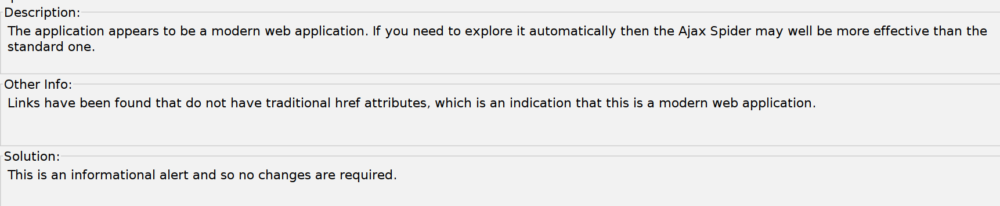 Description:
The application appears to be a modern web application. If you need to explore it automatically then the Ajax Spider may well be more effective than the
standard one.
Other Info:
Links have been found that do not have traditional href attributes, which is an indication that this is a modern web application.
Solution:
This is an informational alert and so no changes are required.